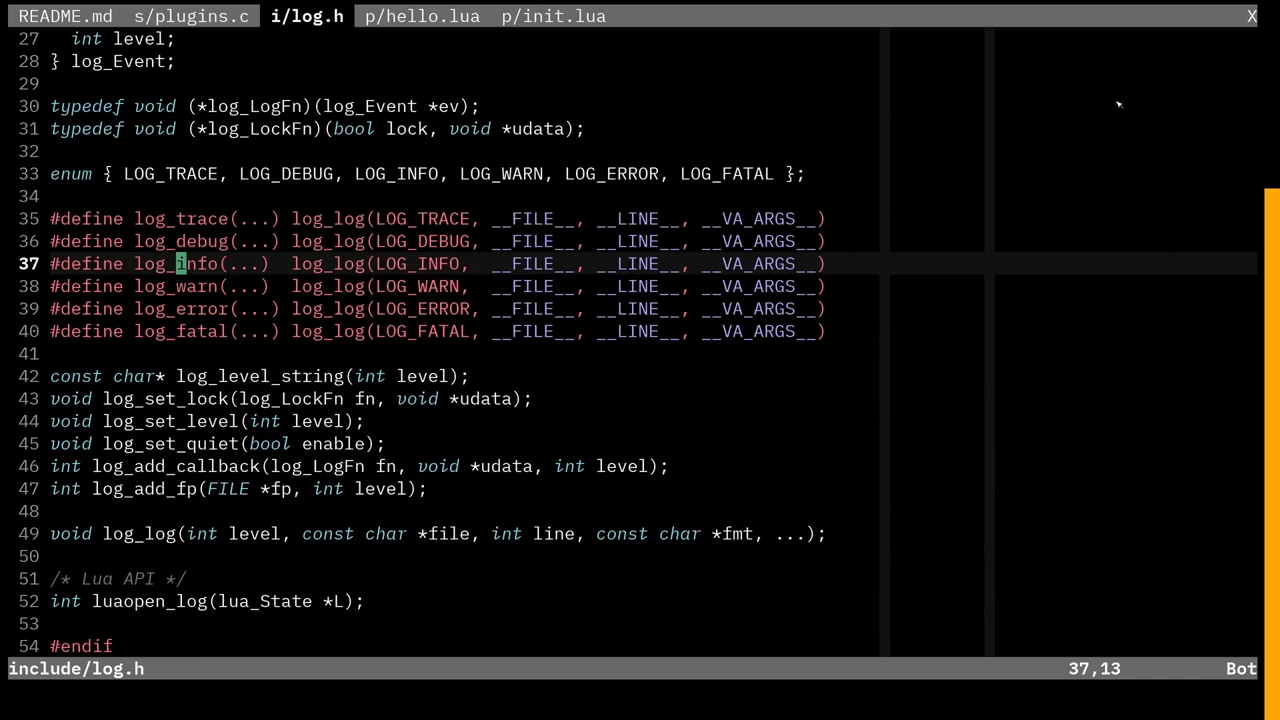 README.md  s/plugins.c  i/log.h  p/hello.lua  p/init.lua  X
27   int level;
28 } log_Event;
29
30 typedef void (*log_LogFn)(log_Event *ev);
31 typedef void (*log_LockFn)(bool lock, void *udata);
32
33 enum { LOG_TRACE, LOG_DEBUG, LOG_INFO, LOG_WARN, LOG_ERROR, LOG_FATAL };
34
35 #define log_trace(...) log_log(LOG_TRACE, __FILE__, __LINE__, __VA_ARGS__)
36 #define log_debug(...) log_log(LOG_DEBUG, __FILE__, __LINE__, __VA_ARGS__)
37 #define log_info(...)  log_log(LOG_INFO,  __FILE__, __LINE__, __VA_ARGS__)
38 #define log_warn(...)  log_log(LOG_WARN,  __FILE__, __LINE__, __VA_ARGS__)
39 #define log_error(...) log_log(LOG_ERROR, __FILE__, __LINE__, __VA_ARGS__)
40 #define log_fatal(...) log_log(LOG_FATAL, __FILE__, __LINE__, __VA_ARGS__)
41
42 const char* log_level_string(int level);
43 void log_set_lock(log_LockFn fn, void *udata);
44 void log_set_level(int level);
45 void log_set_quiet(bool enable);
46 int log_add_callback(log_LogFn fn, void *udata, int level);
47 int log_add_fp(FILE *fp, int level);
48
49 void log_log(int level, const char *file, int line, const char *fmt, ...);
50
51 /* Lua API */
52 int luaopen_log(lua_State *L);
53
54 #endif
include/log.h  37,13  Bot